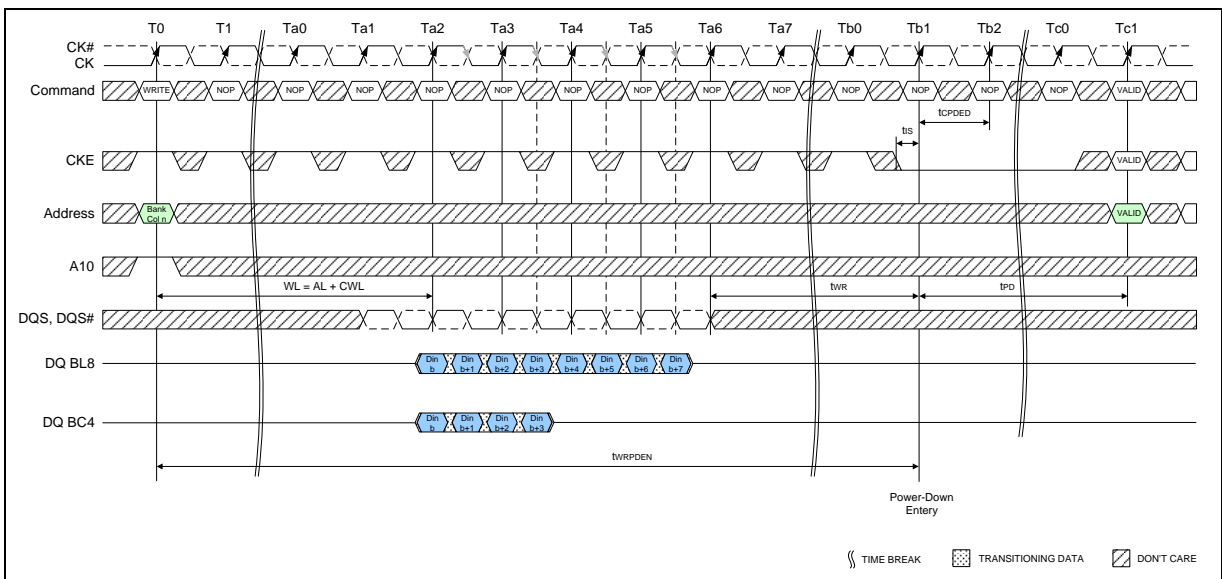 T0 T1 Ta0 Ta1 Ta2 Ta3 Ta4 Ta5 Ta6 Ta7 Tb0 Tb1 Tb2 Tc0 Tc1
CK#
CK
Command WRITE NOP NOP NOP NOP NOP NOP NOP NOP NOP NOP NOP NOP NOP VALID
tCPDED
tIS
CKE VALID
Address Bank Col n VALID
A10
WL = AL + CWL tWR tPD
DQS, DQS#
DQ BL8 Din b Din b+1 Din b+2 Din b+3 Din b+4 Din b+5 Din b+6 Din b+7
DQ BC4 Din b Din b+1 Din b+2 Din b+3
tWRPDEN
Power-Down
Entery
TIME BREAK TRANSITIONING DATA DON'T CARE